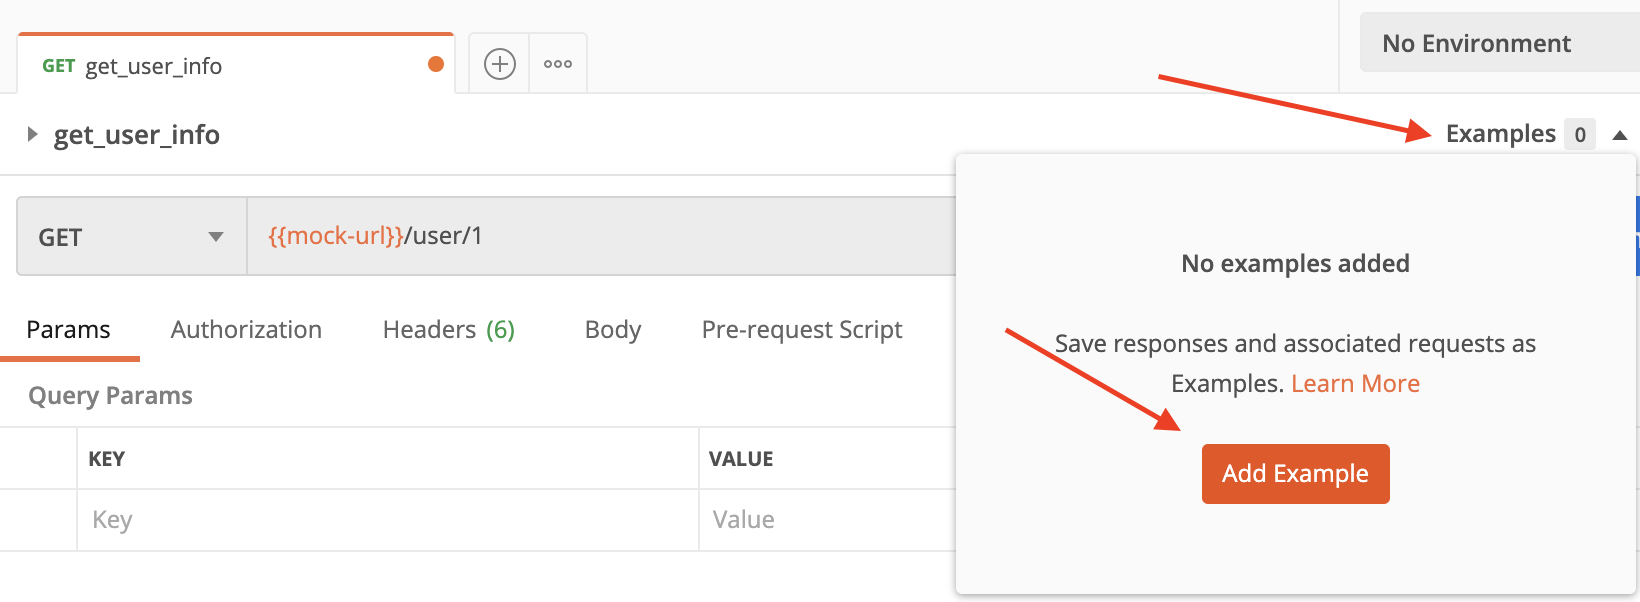 GET get_user_info
No Environment
get_user_info
Examples 0
GET
{{mock-url}}/user/1
No examples added
Save responses and associated requests as
Examples. Learn More
Add Example
Params Authorization Headers (6) Body Pre-request Script
Query Params
KEY VALUE
Key Value